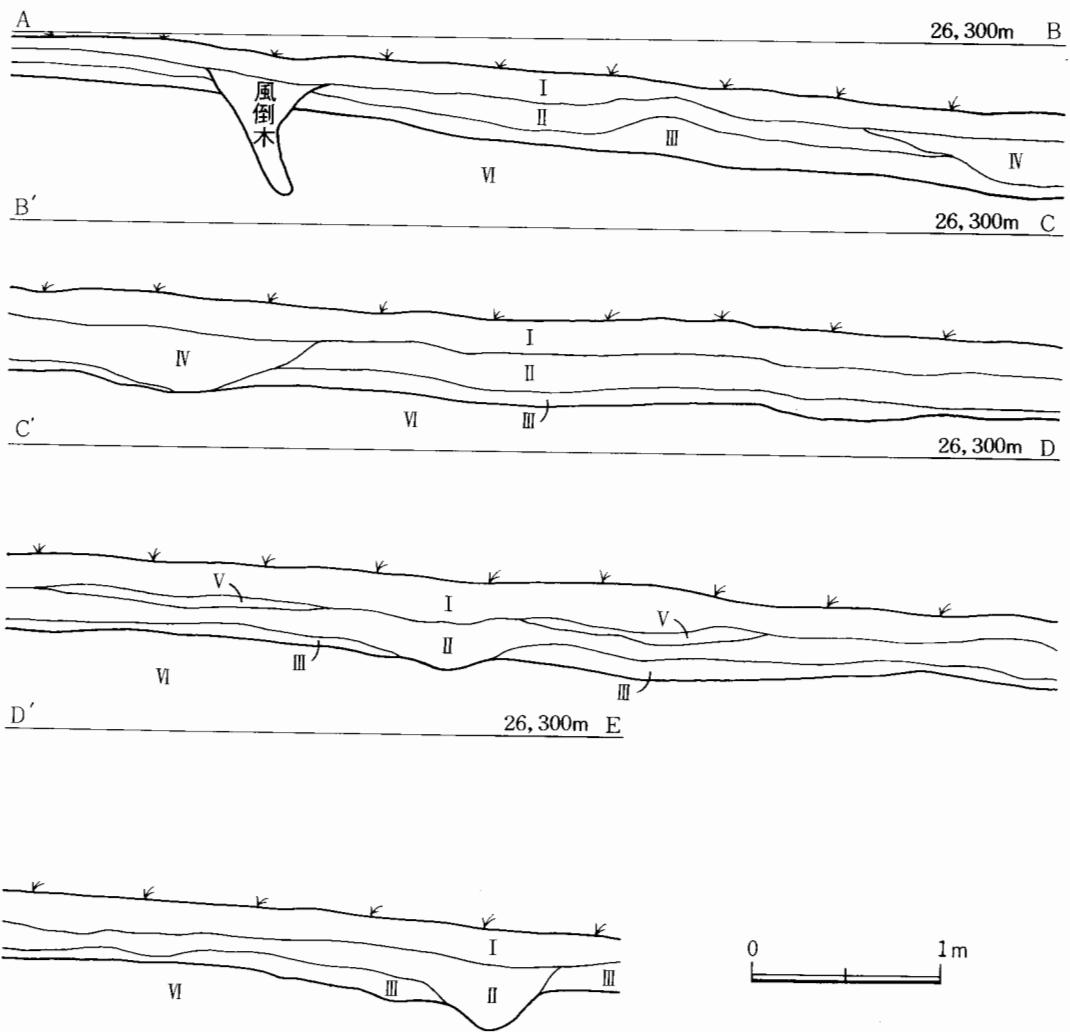 A 26,300m B
I
風倒木
II
III
IV
VI
B′ 26,300m C
I
IV
II
VI
III
C′ 26,300m D
V
I
V
II
III
VI
III
D′ 26,300m E
I
VI
III
II
III
0 1m